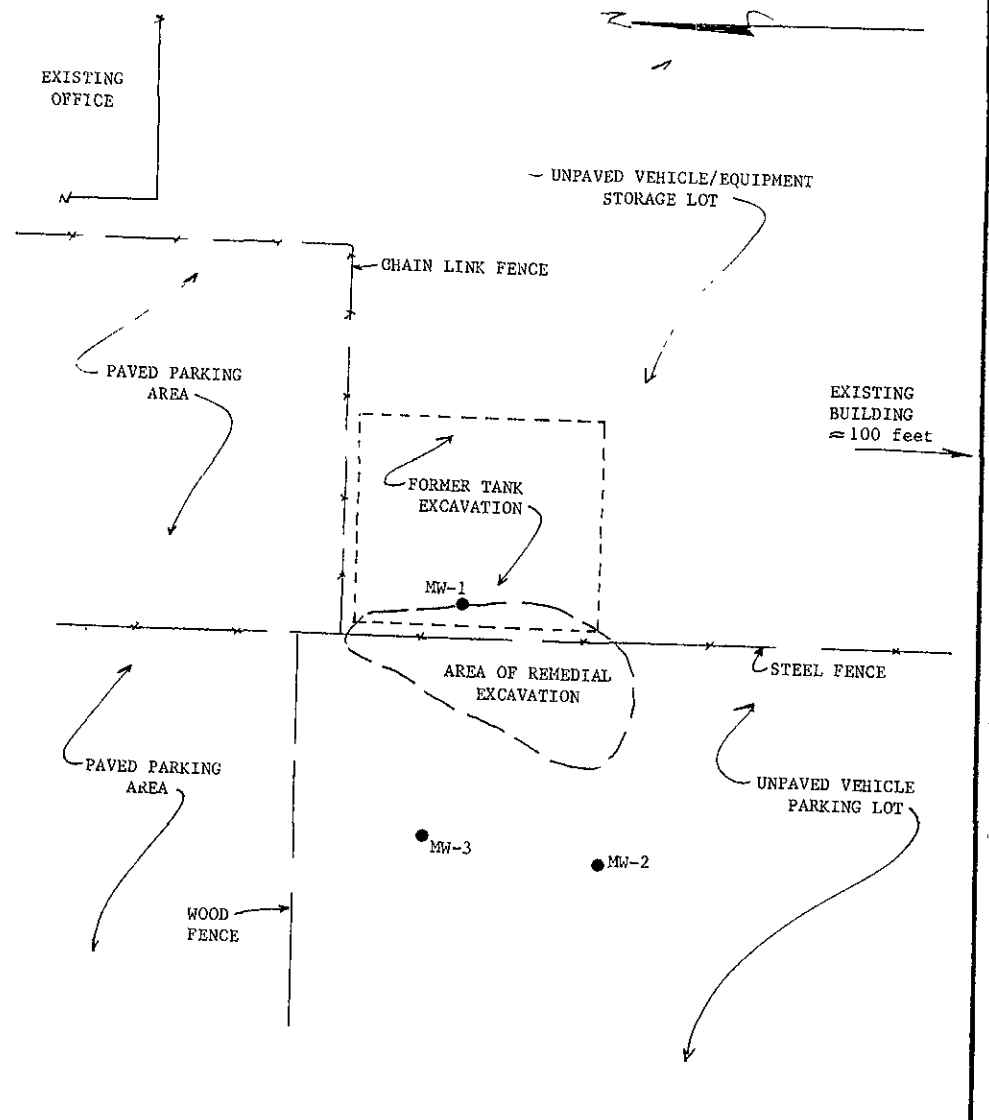 EXISTING
OFFICE
UNPAVED VEHICLE/EQUIPMENT
STORAGE LOT
CHAIN LINK FENCE
PAVED PARKING
AREA
EXISTING
BUILDING
≈100 feet
FORMER TANK
EXCAVATION
MW-1
AREA OF REMEDIAL
EXCAVATION
STEEL FENCE
PAVED PARKING
AREA
UNPAVED VEHICLE
PARKING LOT
MW-3
MW-2
WOOD
FENCE